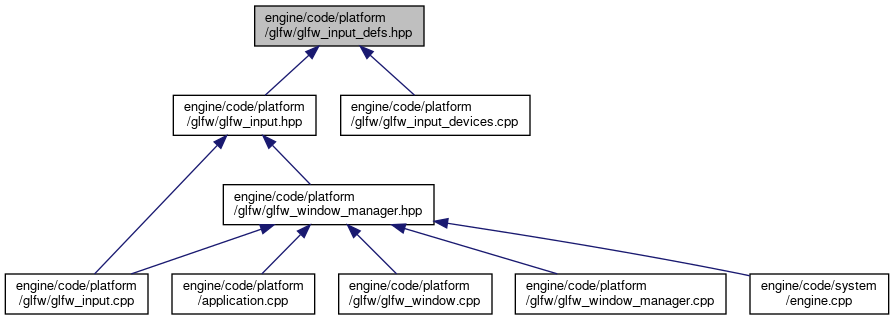 engine/code/platform
/glfw/glfw_input_defs.hpp
engine/code/platform
/glfw/glfw_input.hpp
engine/code/platform
/glfw/glfw_input_devices.cpp
engine/code/platform
/glfw/glfw_window_manager.hpp
engine/code/platform
/glfw/glfw_input.cpp
engine/code/platform
/application.cpp
engine/code/platform
/glfw/glfw_window.cpp
engine/code/platform
/glfw/glfw_window_manager.cpp
engine/code/system
/engine.cpp